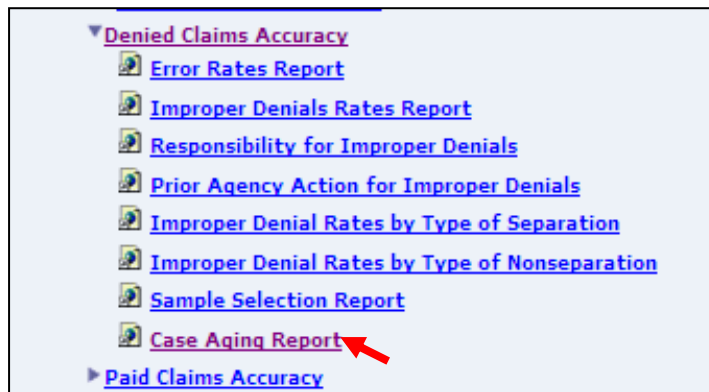 Denied Claims Accuracy
Error Rates Report
Improper Denials Rates Report
Responsibility for Improper Denials
Prior Agency Action for Improper Denials
Improper Denial Rates by Type of Separation
Improper Denial Rates by Type of Nonseparation
Sample Selection Report
Case Aging Report
Paid Claims Accuracy